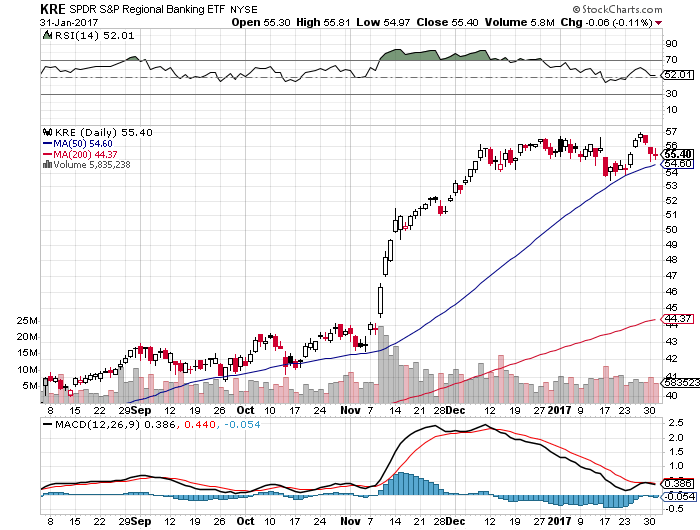 KRE SPDR S&P Regional Banking ETF NYSE © StockCharts.com
31-Jan-2017 Open 55.30 High 55.81 Low 54.97 Close 55.40 Volume 5.8M Chg -0.06 (-0.11%)
RSI(14) 52.01
90
70
52.01
30
10
KRE (Daily) 55.40
MA(50) 54.60
MA(200) 44.37
Volume 5,835,238
57
56
55.40
54.60
54
53
52
51
50
49
48
47
46
45
44.37
43
42
41
40
25M
20M
15M
10M
5M
5835238
8 15 22 29 Sep 12 19 26 Oct 10 17 24 Nov 7 14 21 28 Dec 12 19 27 2017 9 17 23 30
MACD(12,26,9) 0.386, 0.440, -0.054
2.5
2.0
1.5
1.0
0.386
-0.054
-0.5
8 15 22 29 Sep 12 19 26 Oct 10 17 24 Nov 7 14 21 28 Dec 12 19 27 2017 9 17 23 30